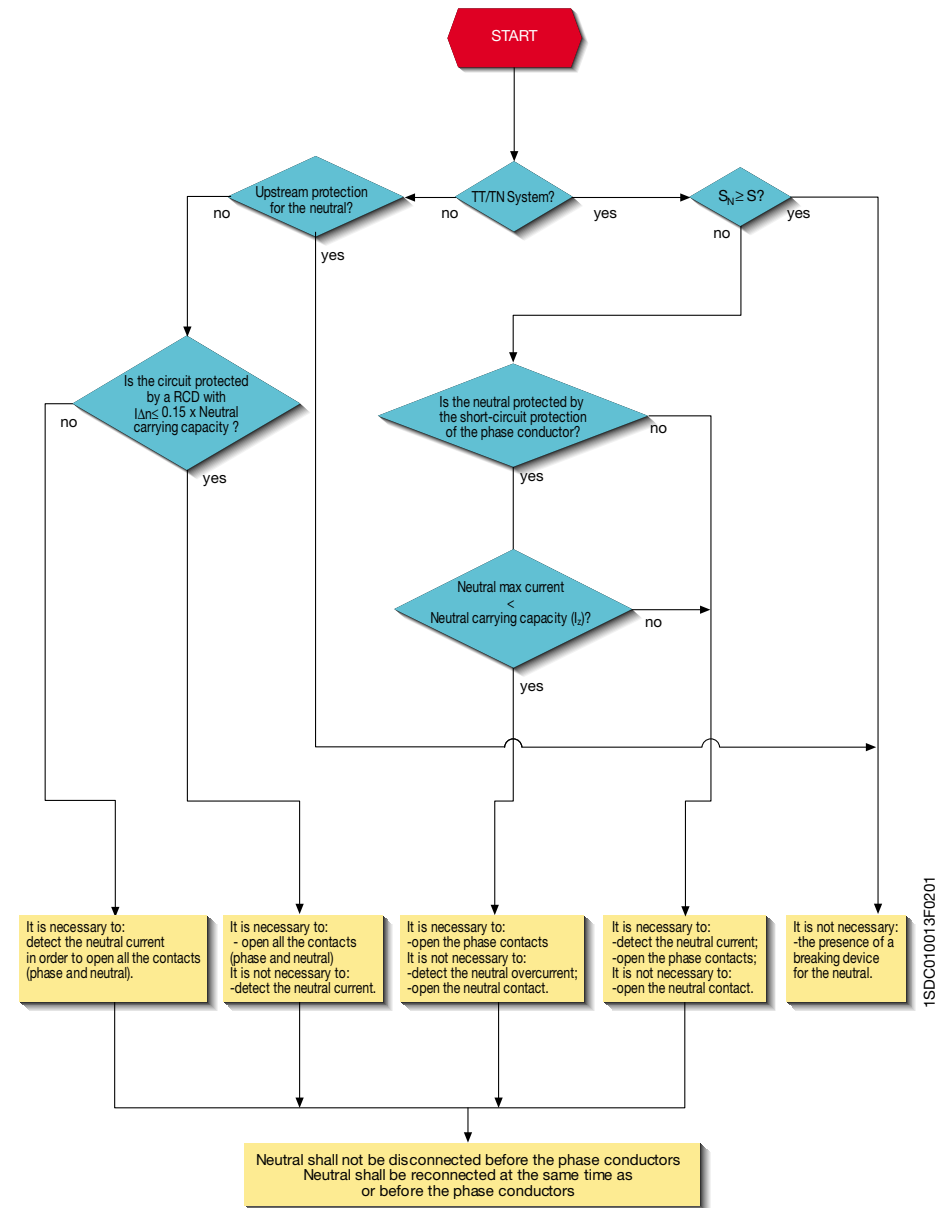 START
Upstream protection
for the neutral?
TT/TN System?
SN≥ S?
no
yes
no
yes
no
yes
Is the circuit protected
by a RCD with
IΔn≤ 0.15 x Neutral
carrying capacity ?
no
yes
Is the neutral protected by
the short-circuit protection
of the phase conductor?
no
yes
Neutral max current
<
Neutral carrying capacity (Iz)?
no
yes
It is necessary to:
detect the neutral current
in order to open all the contacts
(phase and neutral).
It is necessary to:
- open all the contacts
(phase and neutral)
It is not necessary to:
-detect the neutral current.
It is necessary to:
-open the phase contacts
It is not necessary to:
-detect the neutral overcurrent;
-open the neutral contact.
It is necessary to:
-detect the neutral current;
-open the phase contacts;
It is not necessary to:
-open the neutral contact.
It is not necessary:
-the presence of a
breaking device
for the neutral.
1SDC010013F0201
Neutral shall not be disconnected before the phase conductors
Neutral shall be reconnected at the same time as
or before the phase conductors